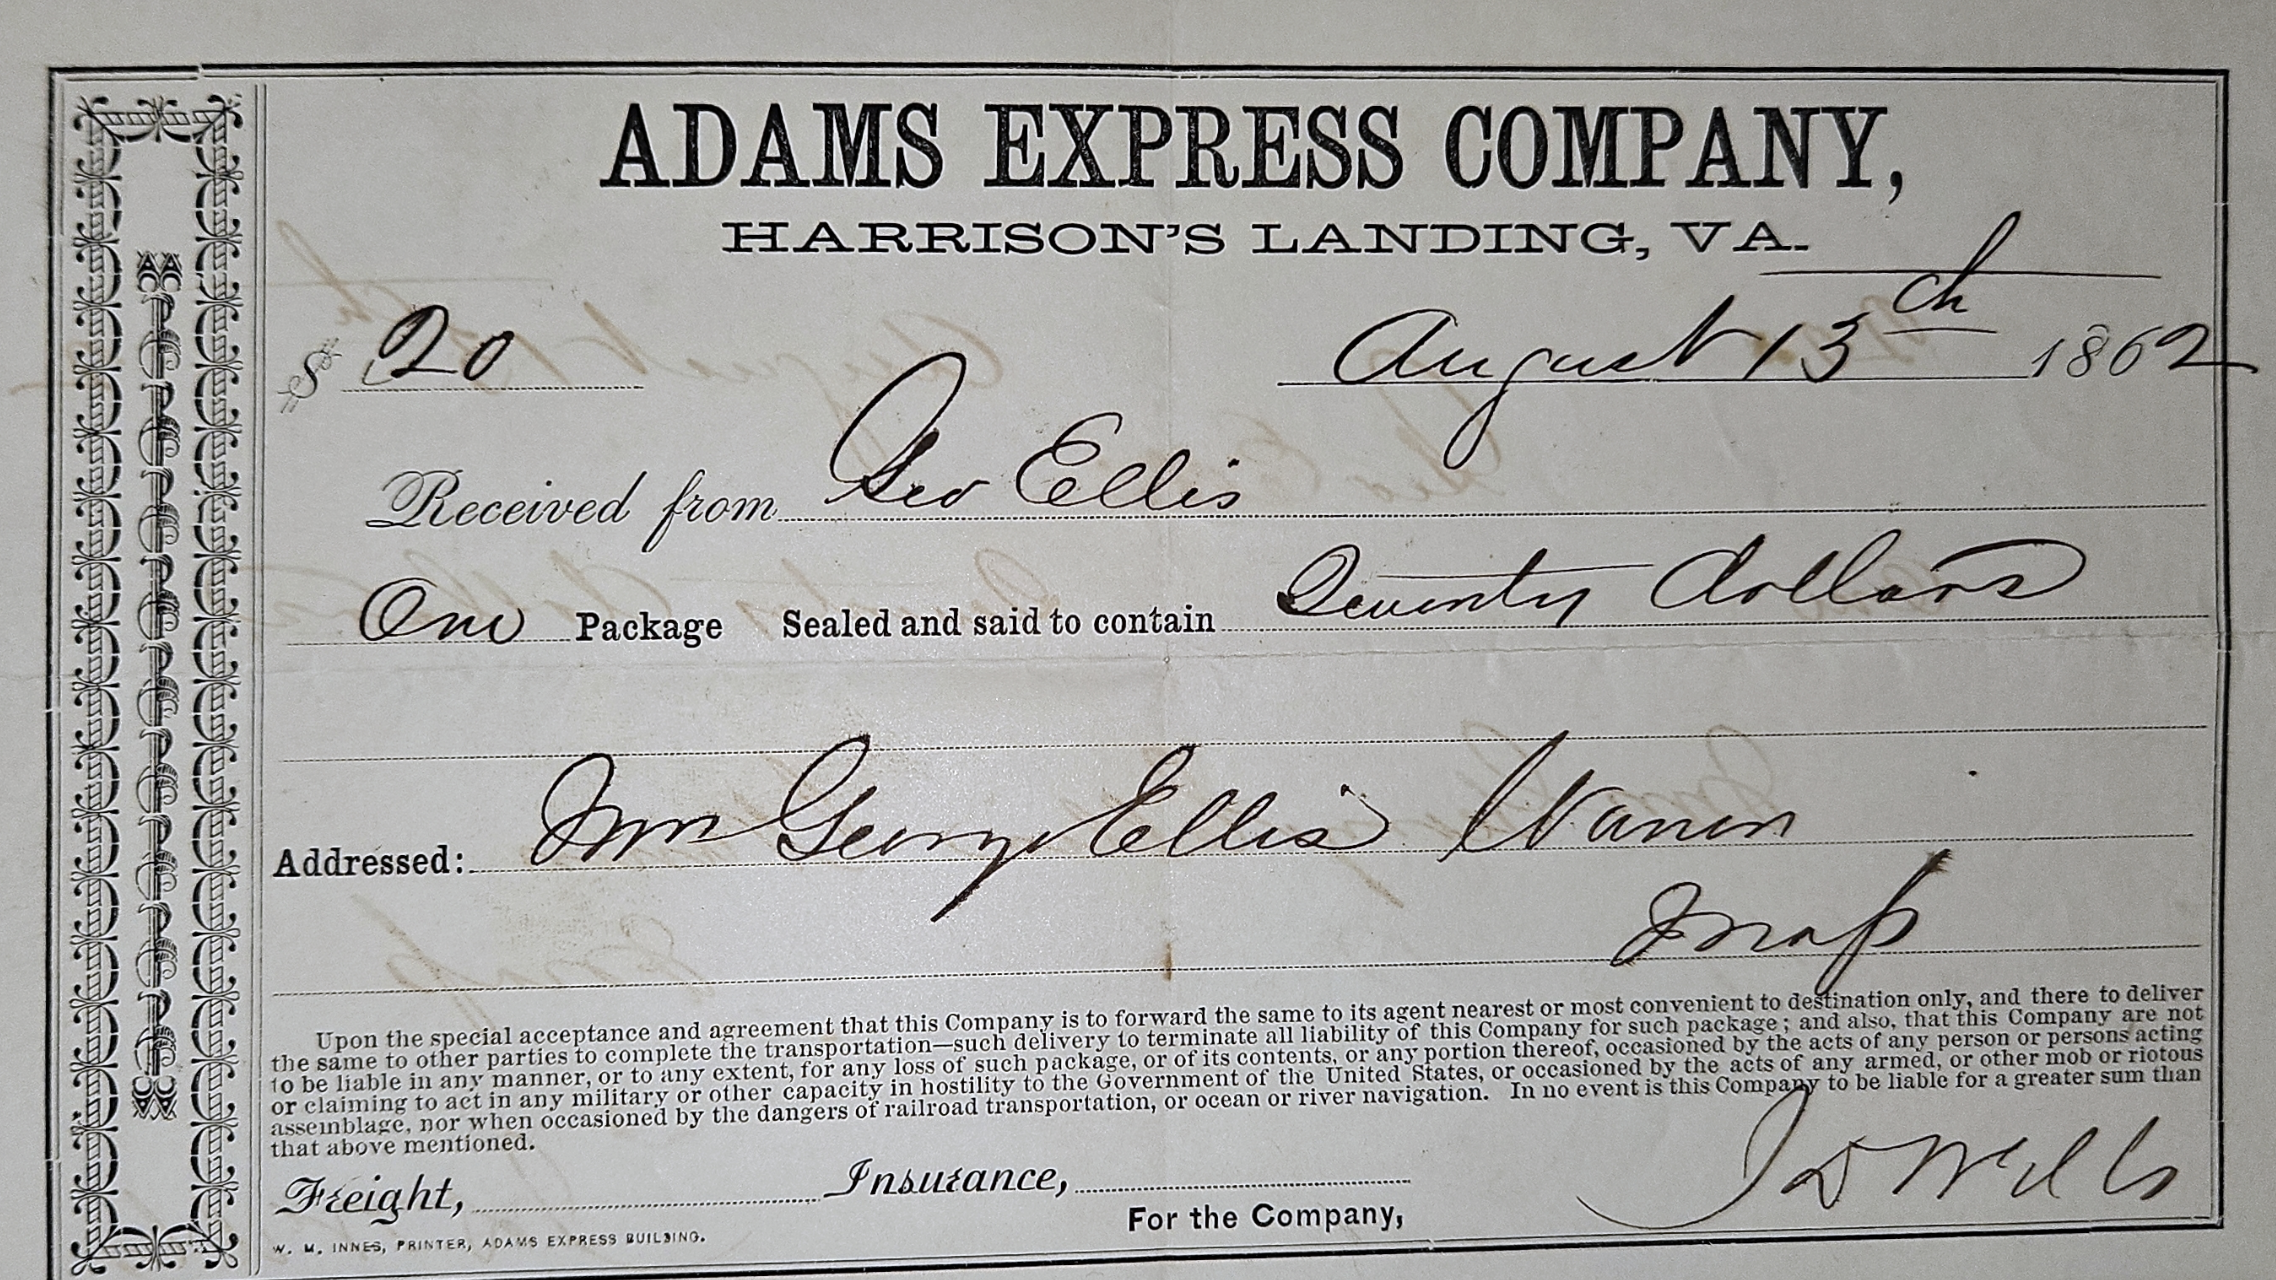 ADAMS EXPRESS COMPANY,
HARRISON'S LANDING, VA.
$ 20 August 13th 1862
Received from Geo Ellis
One Package Sealed and said to contain Seventy dollars
Addressed: Mrs George Ellis Warren
Mass
Upon the special acceptance and agreement that this Company is to forward the same to its agent nearest or most convenient to destination only, and there to deliver
the same to other parties to complete the transportation—such delivery to terminate all liability of this Company for such package; and also, that this Company are not
to be liable in any manner, or to any extent, for any loss of such package, or of its contents, or any portion thereof, occasioned by the acts of any person or persons acting
or claiming to act in any military or other capacity in hostility to the Government of the United States, or occasioned by the acts of any armed, or other mob or riotous
assemblage, nor when occasioned by the dangers of railroad transportation, or ocean or river navigation. In no event is this Company to be liable for a greater sum than
that above mentioned.
Freight, Insurance,
For the Company,
W. M. INNES, PRINTER, ADAMS EXPRESS BUILDING.